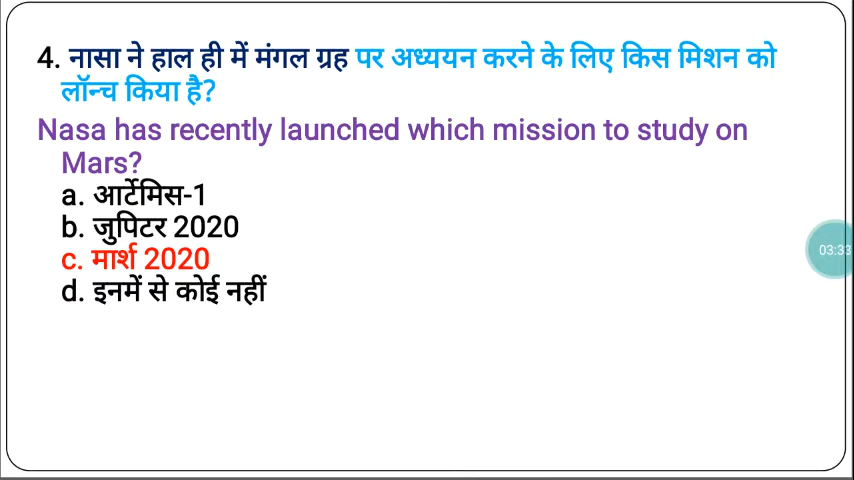 4. नासा ने हाल ही में मंगल ग्रह पर अध्ययन करने के लिए किस मिशन को
लॉन्च किया है?
Nasa has recently launched which mission to study on
Mars?
a. आर्टेमिस-1
b. जुपिटर 2020
c. मार्श 2020
d. इनमें से कोई नहीं
03:33